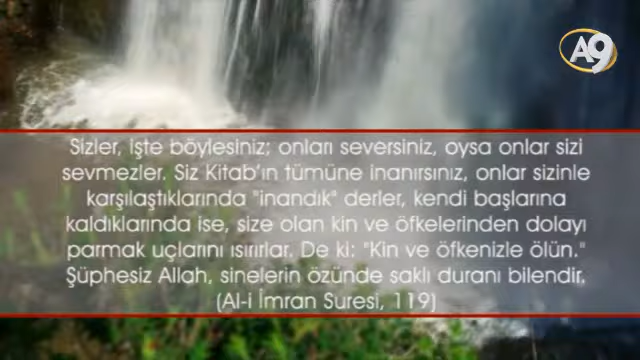 A9
Sizler, işte böylesiniz; onları seversiniz, oysa onlar sizi
sevmezler. Siz Kitab'ın tümüne inanırsınız, onlar sizinle
karşılaştıklarında "inandık" derler, kendi başlarına
kaldıklarında ise, size olan kin ve öfkelerinden dolayı
parmak uçlarını ısırırlar. De ki: "Kin ve öfkenizle ölün."
Şüphesiz Allah, sinelerin özünde saklı duranı bilendir.
(Al-i İmran Suresi, 119)